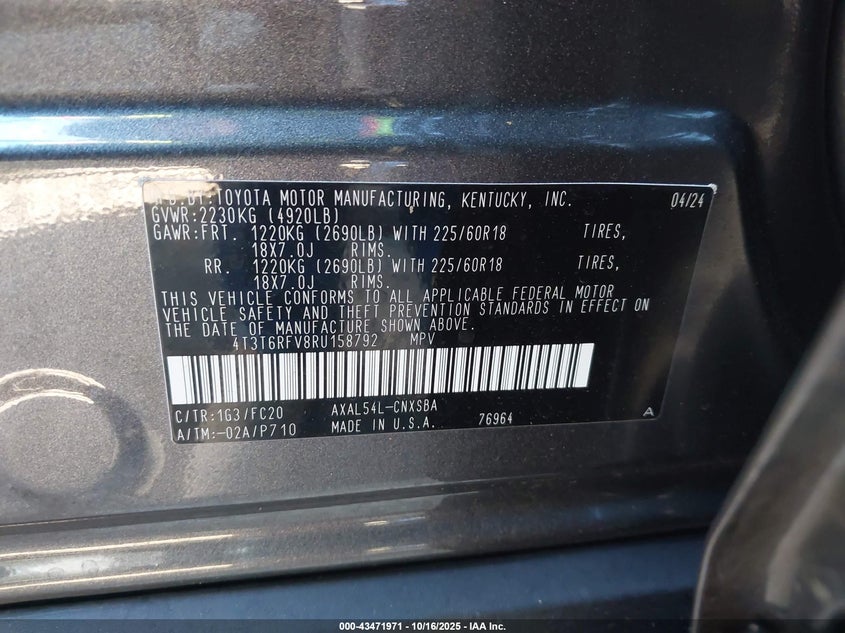 BY:TOYOTA MOTOR MANUFACTURING, KENTUCKY, INC. 04/24
GVWR:2230KG (4920LB)
GAWR:FRT. 1220KG (2690LB) WITH 225/60R18 TIRES,
18X7.0J RIMS.
RR. 1220KG (2690LB) WITH 225/60R18 TIRES,
18X7.0J RIMS.
THIS VEHICLE CONFORMS TO ALL APPLICABLE FEDERAL MOTOR
VEHICLE SAFETY AND THEFT PREVENTION STANDARDS IN EFFECT ON
THE DATE OF MANUFACTURE SHOWN ABOVE.
4T3T6RFV8RU158792 MPV
C/TR:1G3/FC20 AXAL54L-CNXSBA
A/TM:-02A/P710 MADE IN U.S.A. 76964 A
000-43471971 | 10/16/2025 - IAA Inc.